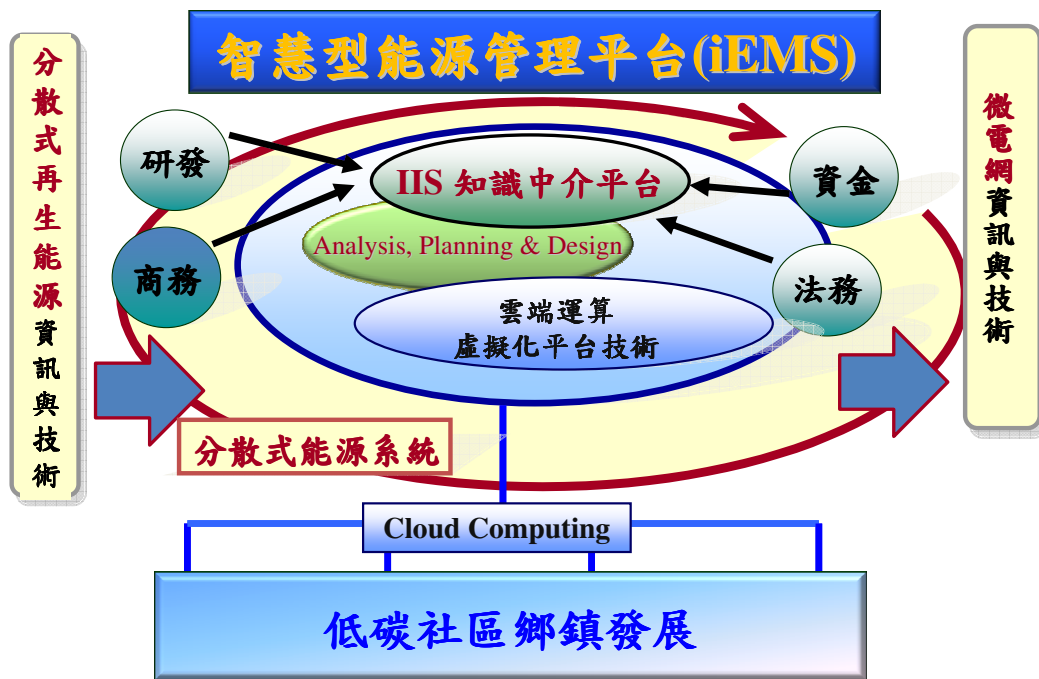 智慧型能源管理平台(iEMS)
分散式再生能源資訊與技術
研發
商務
IIS 知識中介平台
Analysis, Planning & Design
雲端運算
虛擬化平台技術
資金
法務
微電網資訊與技術
分散式能源系統
Cloud Computing
低碳社區鄉鎮發展